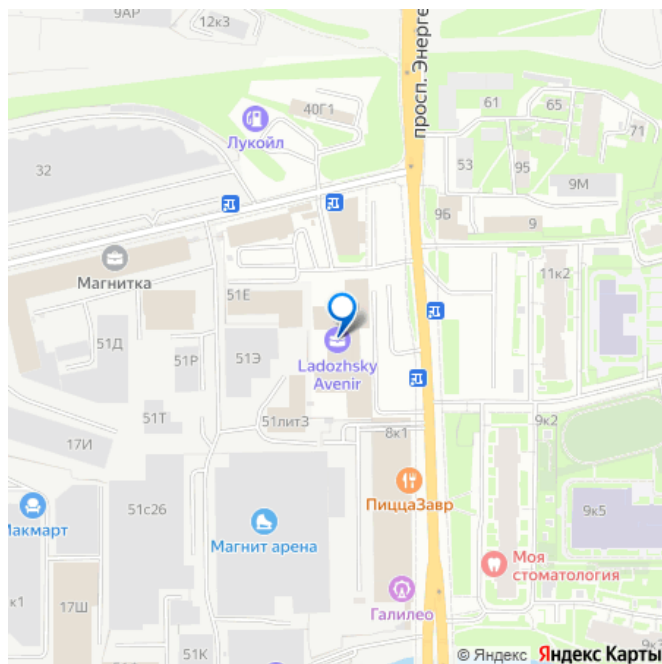 9АР
12к3
просп. Энерге
40Г1
Лукойл
61
65
71
53
95
9М
32
9Б
9
Магнитка
11к2
51Е
51Д
51Р
51Э
Ladozhsky
Avenir
51Т
51литЗ
8к1
9к2
17И
ПиццаЗавр
51с26
9к5
Макмарт
Магнит арена
Моя
стоматология
к1
17Ш
Галилео
51К
© Яндекс Яндекс Карты